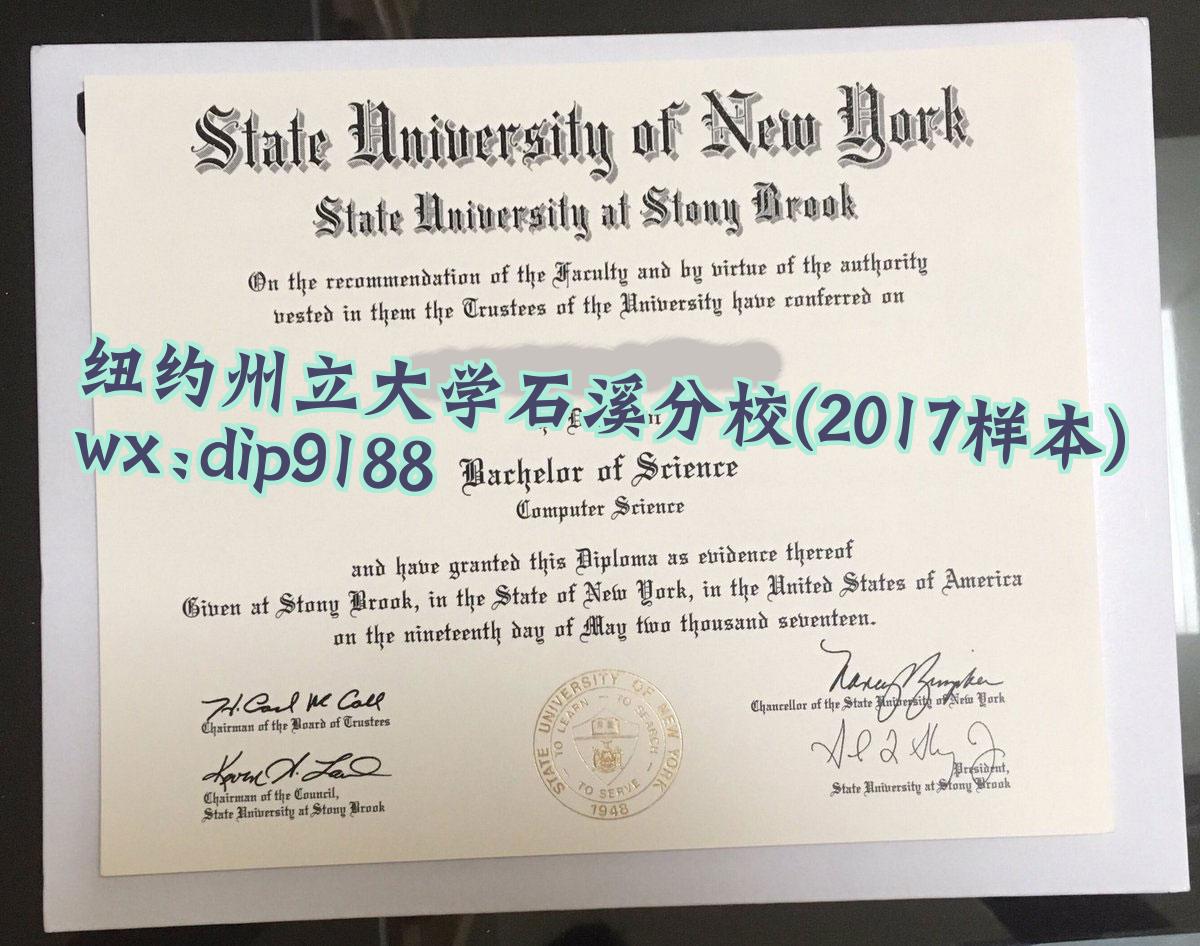 State University of New York
State University at Stony Brook
On the recommendation of the Faculty and by virtue of the authority
vested in them the Trustees of the University have conferred on
纽约州立大学石溪分校(2017样本)
wx:dip9188
Bachelor of Science
Computer Science
and have granted this Diploma as evidence thereof
Given at Stony Brook, in the State of New York, in the United States of America
on the nineteenth day of May two thousand seventeen.
H. Carl McCall
Chairman of the Board of Trustees
Chairman of the Council,
State University at Stony Brook
STATE UNIVERSITY OF NEW YORK
TO LEARN – TO SEARCH – TO SERVE
1948
Nancy Zimpher
Chancellor of the State University of New York
President,
State University at Stony Brook